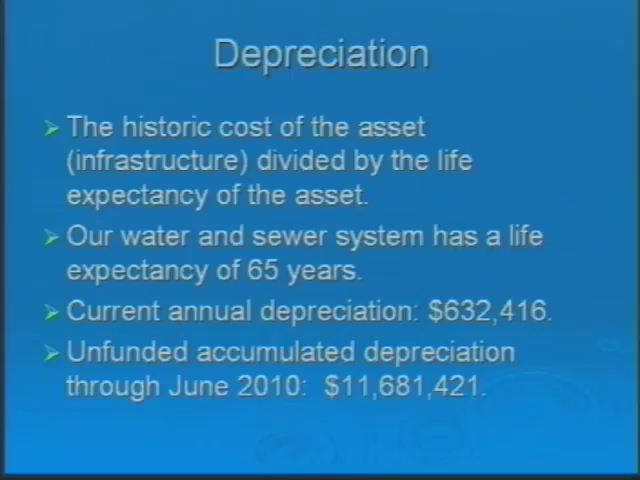 Depreciation
The historic cost of the asset
(infrastructure) divided by the life
expectancy of the asset.
Our water and sewer system has a life
expectancy of 65 years.
Current annual depreciation: $632,416.
Unfunded accumulated depreciation
through June 2010: $11,681,421.